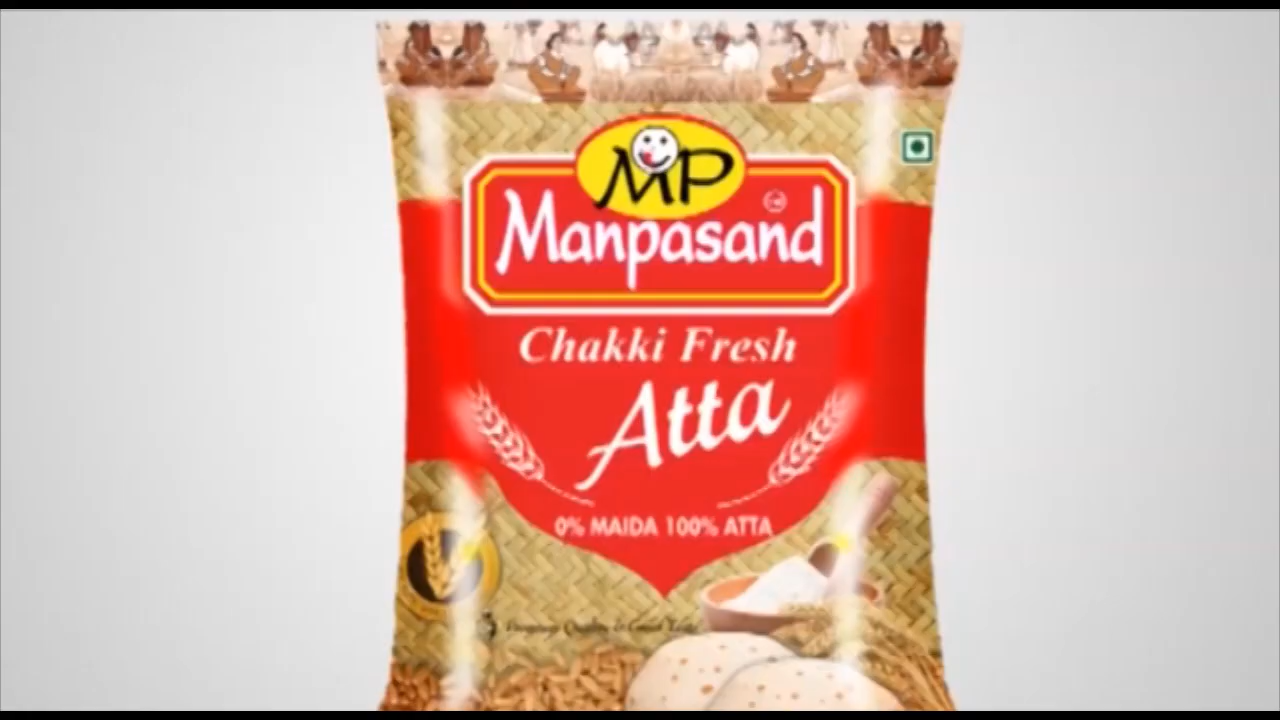 MP
Manpasand
Chakki Fresh
Atta
0% MAIDA 100% ATTA